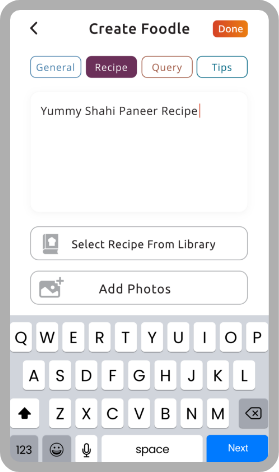 Create Foodle
Done
General
Recipe
Query
Tips
Yummy Shahi Paneer Recipe
Select Recipe From Library
Add Photos
Q W E R T Y U I O P
A S D F G H J K L
Z X C V B N M
123
space
Next